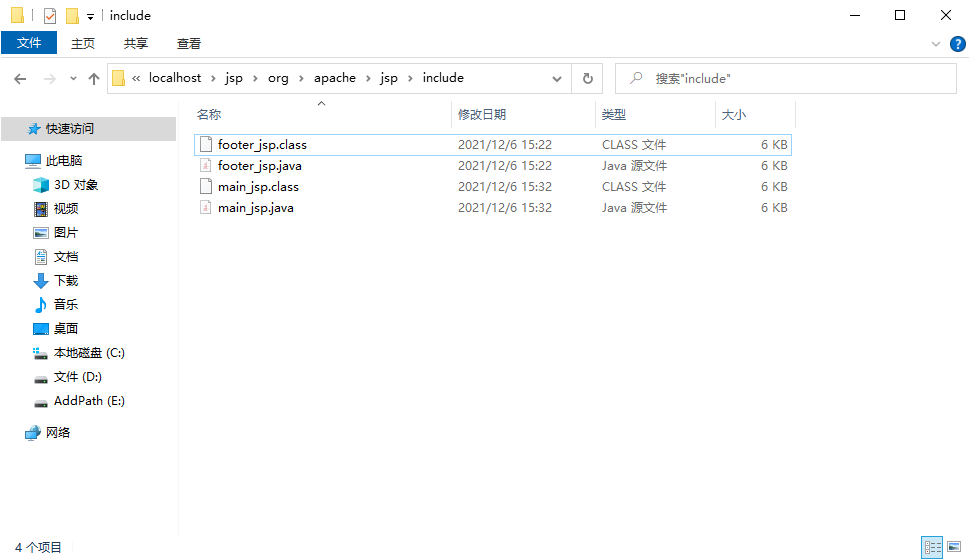 include
文件 主页 共享 查看
« localhost › jsp › org › apache › jsp › include 搜索"include"
名称 修改日期 类型 大小
快速访问
此电脑
3D 对象
视频
图片
文档
下载
音乐
桌面
本地磁盘 (C:)
文件 (D:)
AddPath (E:)
网络
footer_jsp.class 2021/12/6 15:22 CLASS 文件 6 KB
footer_jsp.java 2021/12/6 15:22 Java 源文件 6 KB
main_jsp.class 2021/12/6 15:32 CLASS 文件 6 KB
main_jsp.java 2021/12/6 15:32 Java 源文件 6 KB
4 个项目